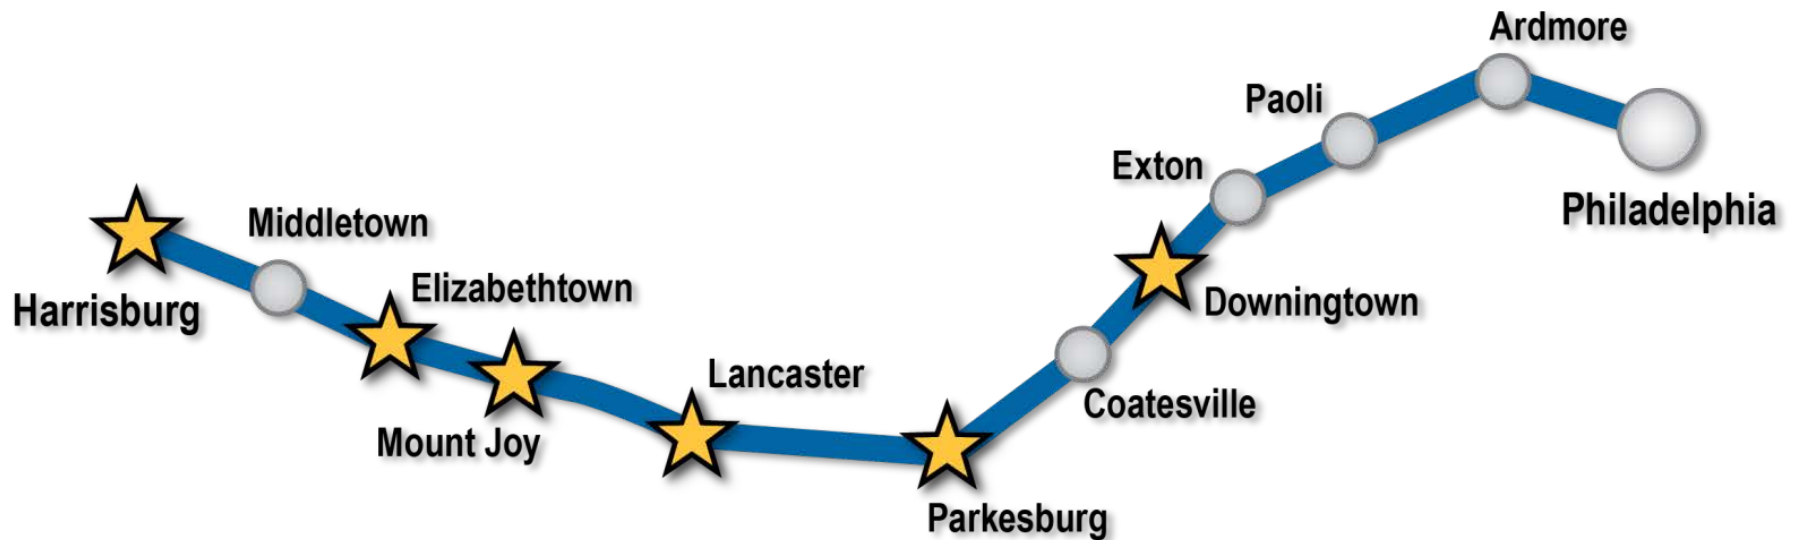 Ardmore
Paoli
Exton
Philadelphia
Middletown
Elizabethtown
Harrisburg
Downingtown
Lancaster
Coatesville
Mount Joy
Parkesburg